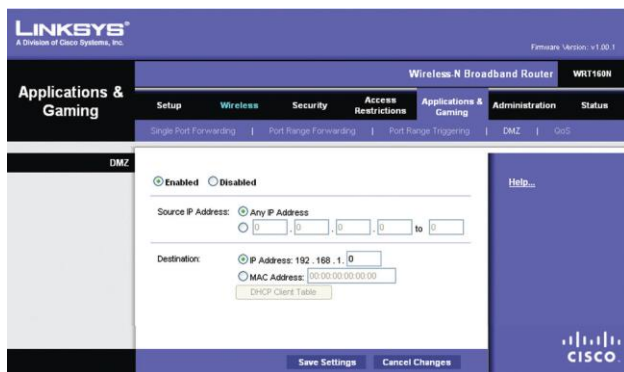 LINKSYS®
A Division of Cisco Systems, Inc.
Firmware Version: v1.00.1
Wireless-N Broadband Router WRT160N
Applications & Gaming
Setup Wireless Security Access Restrictions Applications & Gaming Administration Status
Single Port Forwarding | Port Range Forwarding | Port Range Triggering | DMZ | QoS
DMZ
Enabled Disabled
Help...
Source IP Address: Any IP Address
0 . 0 . 0 . 0 to 0
Destination: IP Address: 192 . 168 . 1. 0
MAC Address: 00:00:00:00:00:00
DHCP Client Table
Save Settings Cancel Changes
CISCO